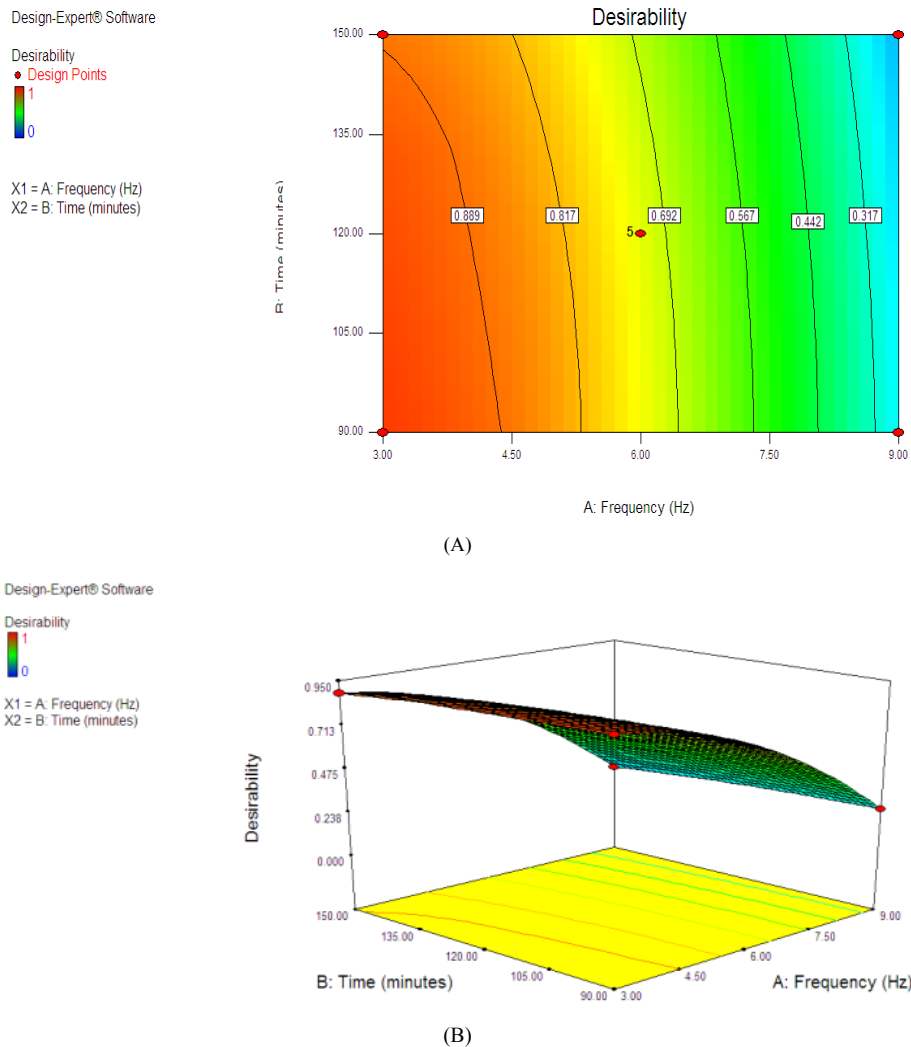 Design-Expert® Software
Desirability
Design Points
1
0
X1 = A: Frequency (Hz)
X2 = B: Time (minutes)
Desirability
B: Time (minutes)
150.00
135.00
120.00
105.00
90.00
0.889
0.817
0.692
0.567
0.442
0.317
5
3.00
4.50
6.00
7.50
9.00
A: Frequency (Hz)
(A)
Design-Expert® Software
Desirability
1
0
X1 = A: Frequency (Hz)
X2 = B: Time (minutes)
Desirability
0.950
0.713
0.475
0.238
0.000
150.00
135.00
120.00
105.00
90.00
3.00
4.50
6.00
7.50
9.00
B: Time (minutes)
A: Frequency (Hz)
(B)